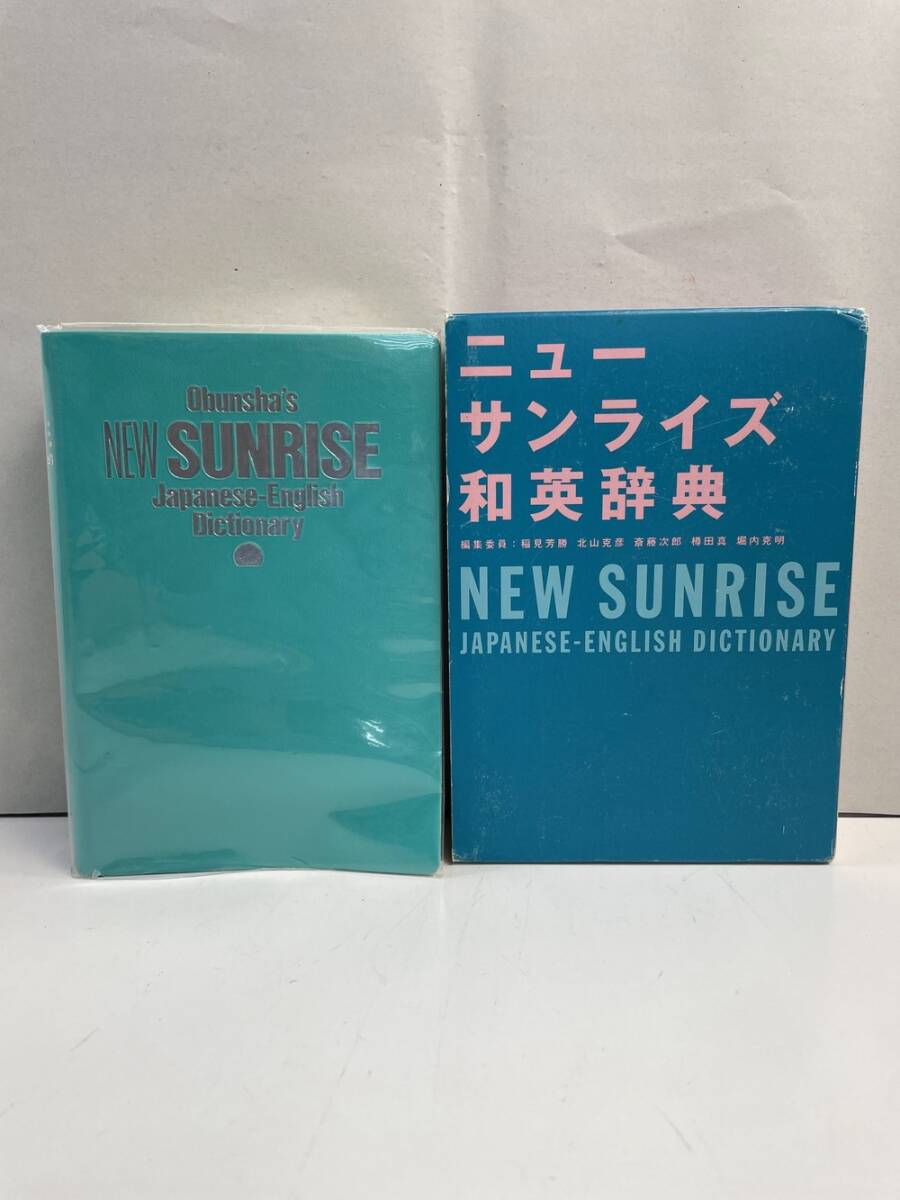 Obunsha's
NEW SUNRISE
Japanese-English
Dictionary
ニュー
サンライズ
和英辞典
編集委員:稲見芳勝 北山克彦 斎藤次郎 樽田真 堀内克明
NEW SUNRISE
JAPANESE-ENGLISH DICTIONARY